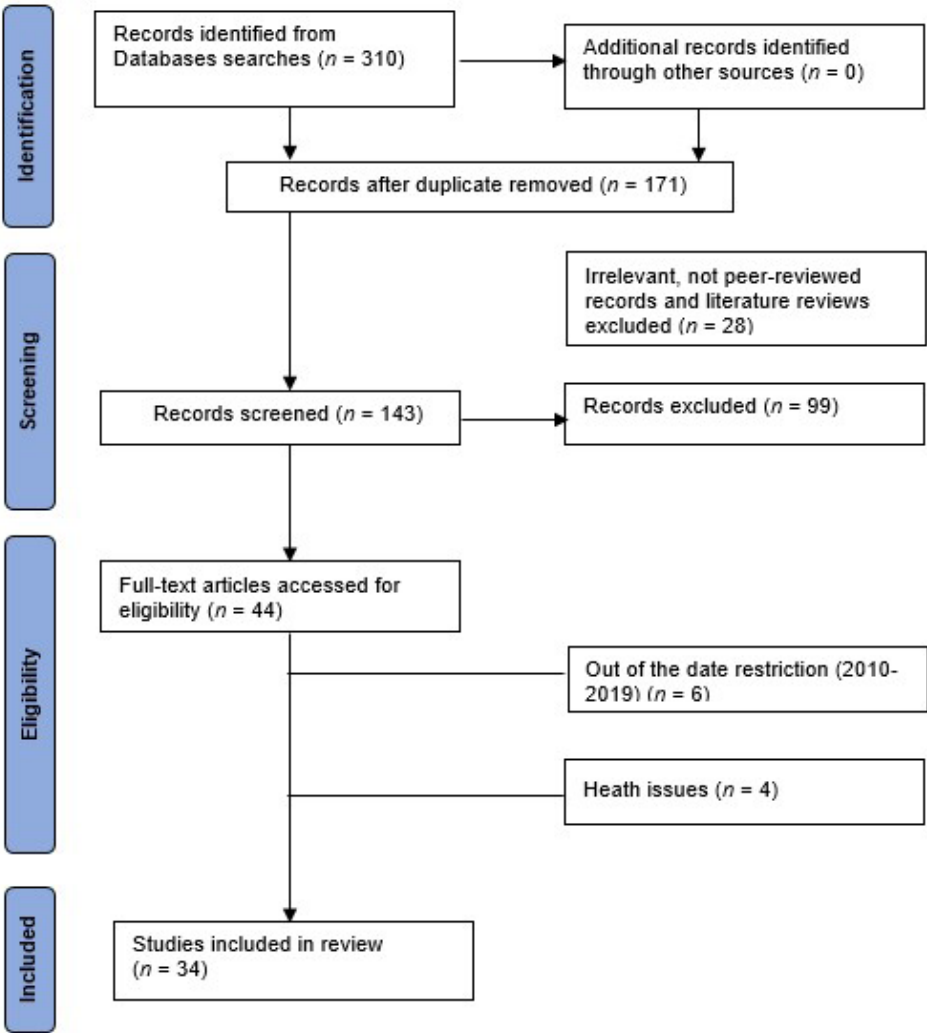 Identification
Records identified from
Databases searches (n = 310)
Additional records identified
through other sources (n = 0)
Records after duplicate removed (n = 171)
Screening
Irrelevant, not peer-reviewed
records and literature reviews
excluded (n = 28)
Records screened (n = 143)
Records excluded (n = 99)
Eligibility
Full-text articles accessed for
eligibility (n = 44)
Out of the date restriction (2010-
2019) (n = 6)
Heath issues (n = 4)
Included
Studies included in review
(n = 34)